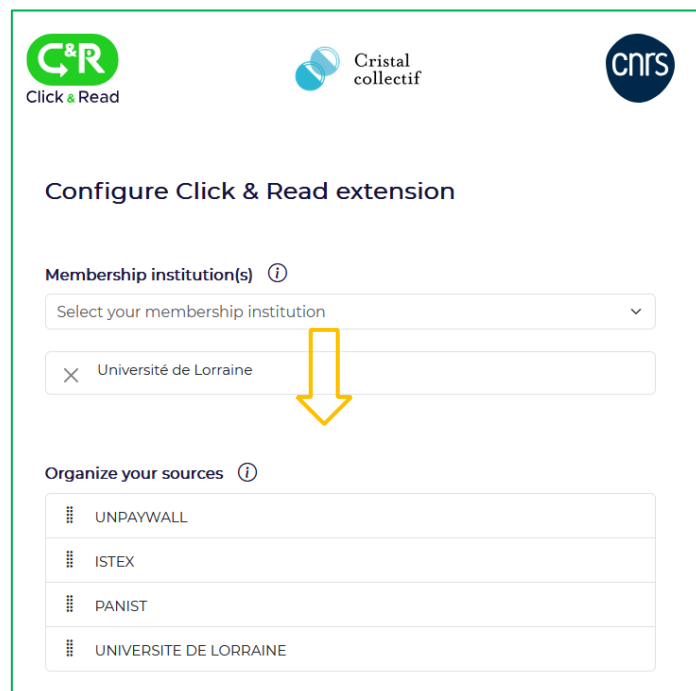 C&R
Click & Read
Cristal
collectif
cnrs
Configure Click & Read extension
Membership institution(s) i
Select your membership institution
Université de Lorraine
Organize your sources i
UNPAYWALL
ISTEX
PANIST
UNIVERSITE DE LORRAINE